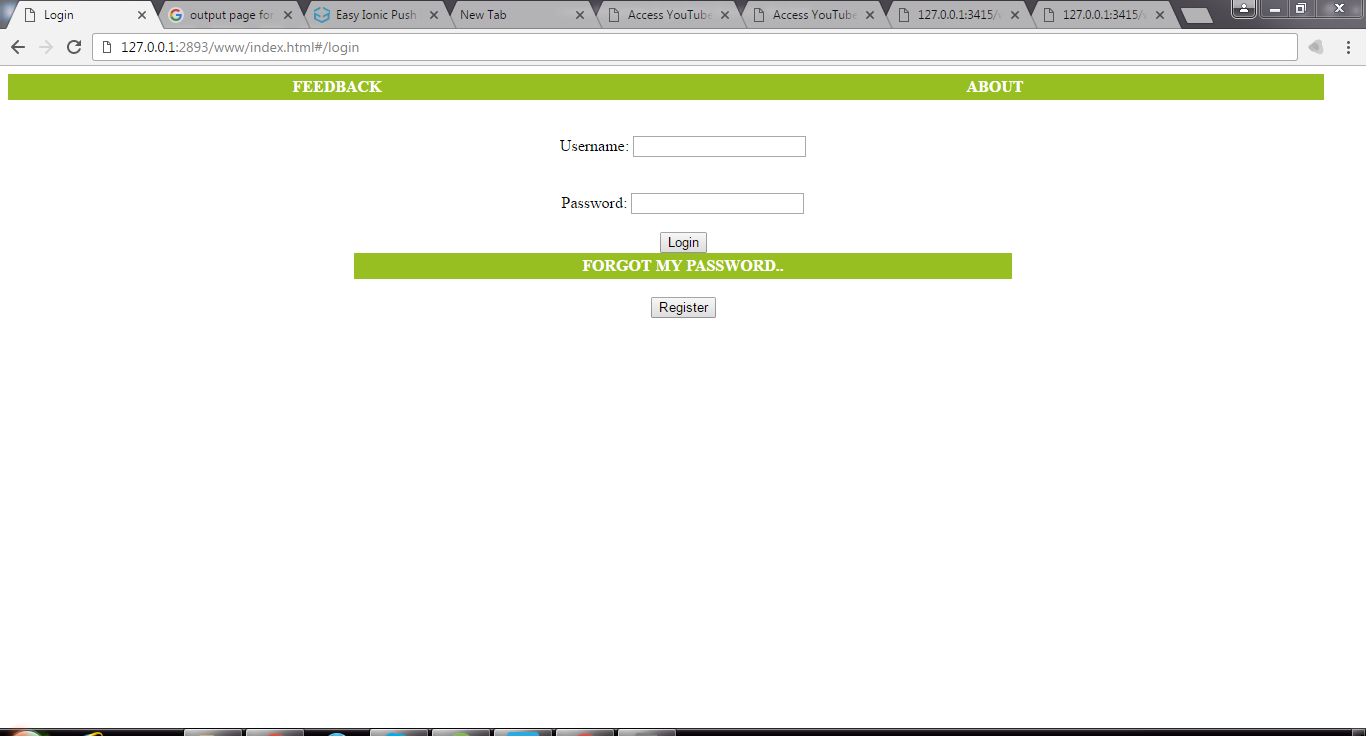 Login
output page for
Easy Ionic Push
New Tab
Access YouTube
Access YouTube
127.0.0.1:3415/
127.0.0.1:3415/
127.0.0.1:2893/www/index.html#/login
FEEDBACK ABOUT
Username:
Password:
Login
FORGOT MY PASSWORD..
Register